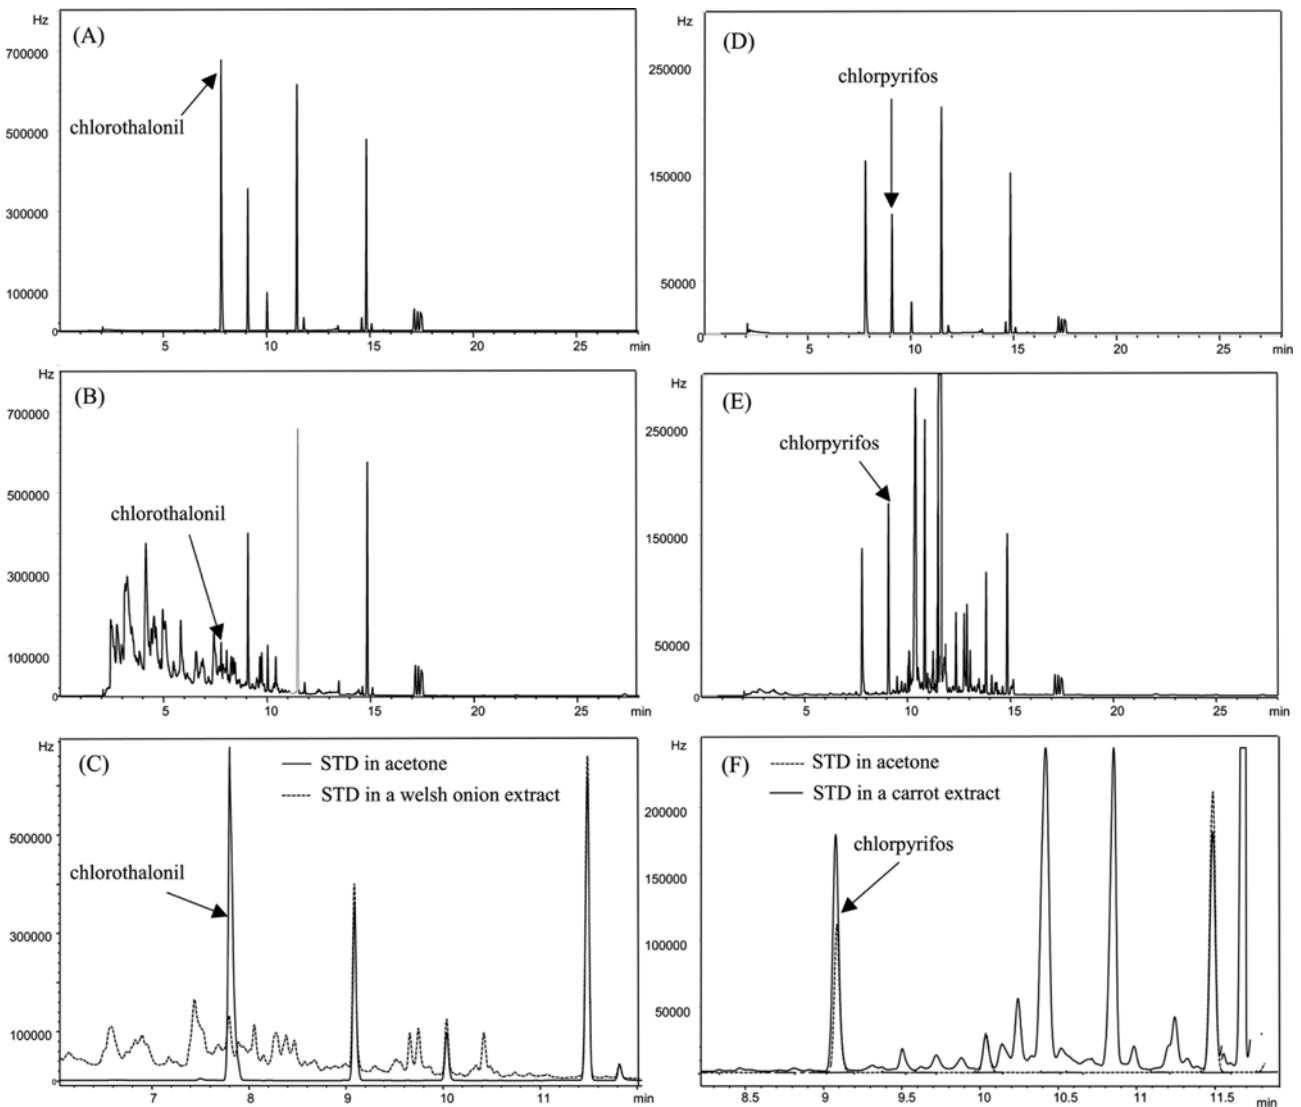 Hz
(A)
700000
chlorothalonil
500000
300000
100000
0
5 10 15 20 25
min
Hz
(D)
chlorpyrifos
250000
150000
50000
0
5 10 15 20 25 min
Hz
(B)
700000
500000
chlorothalonil
300000
100000
0
5 10 15 20 25 min
Hz
(E)
250000
chlorpyrifos
150000
50000
0
5 10 15 20 25 min
Hz
(C)
STD in acetone
STD in a welsh onion extract
500000
chlorothalonil
300000
100000
0
7 8 9 10 11 min
Hz
(F)
STD in acetone
STD in a carrot extract
200000
chlorpyrifos
150000
100000
50000
0
8.5 9 9.5 10 10.5 11 11.5 min